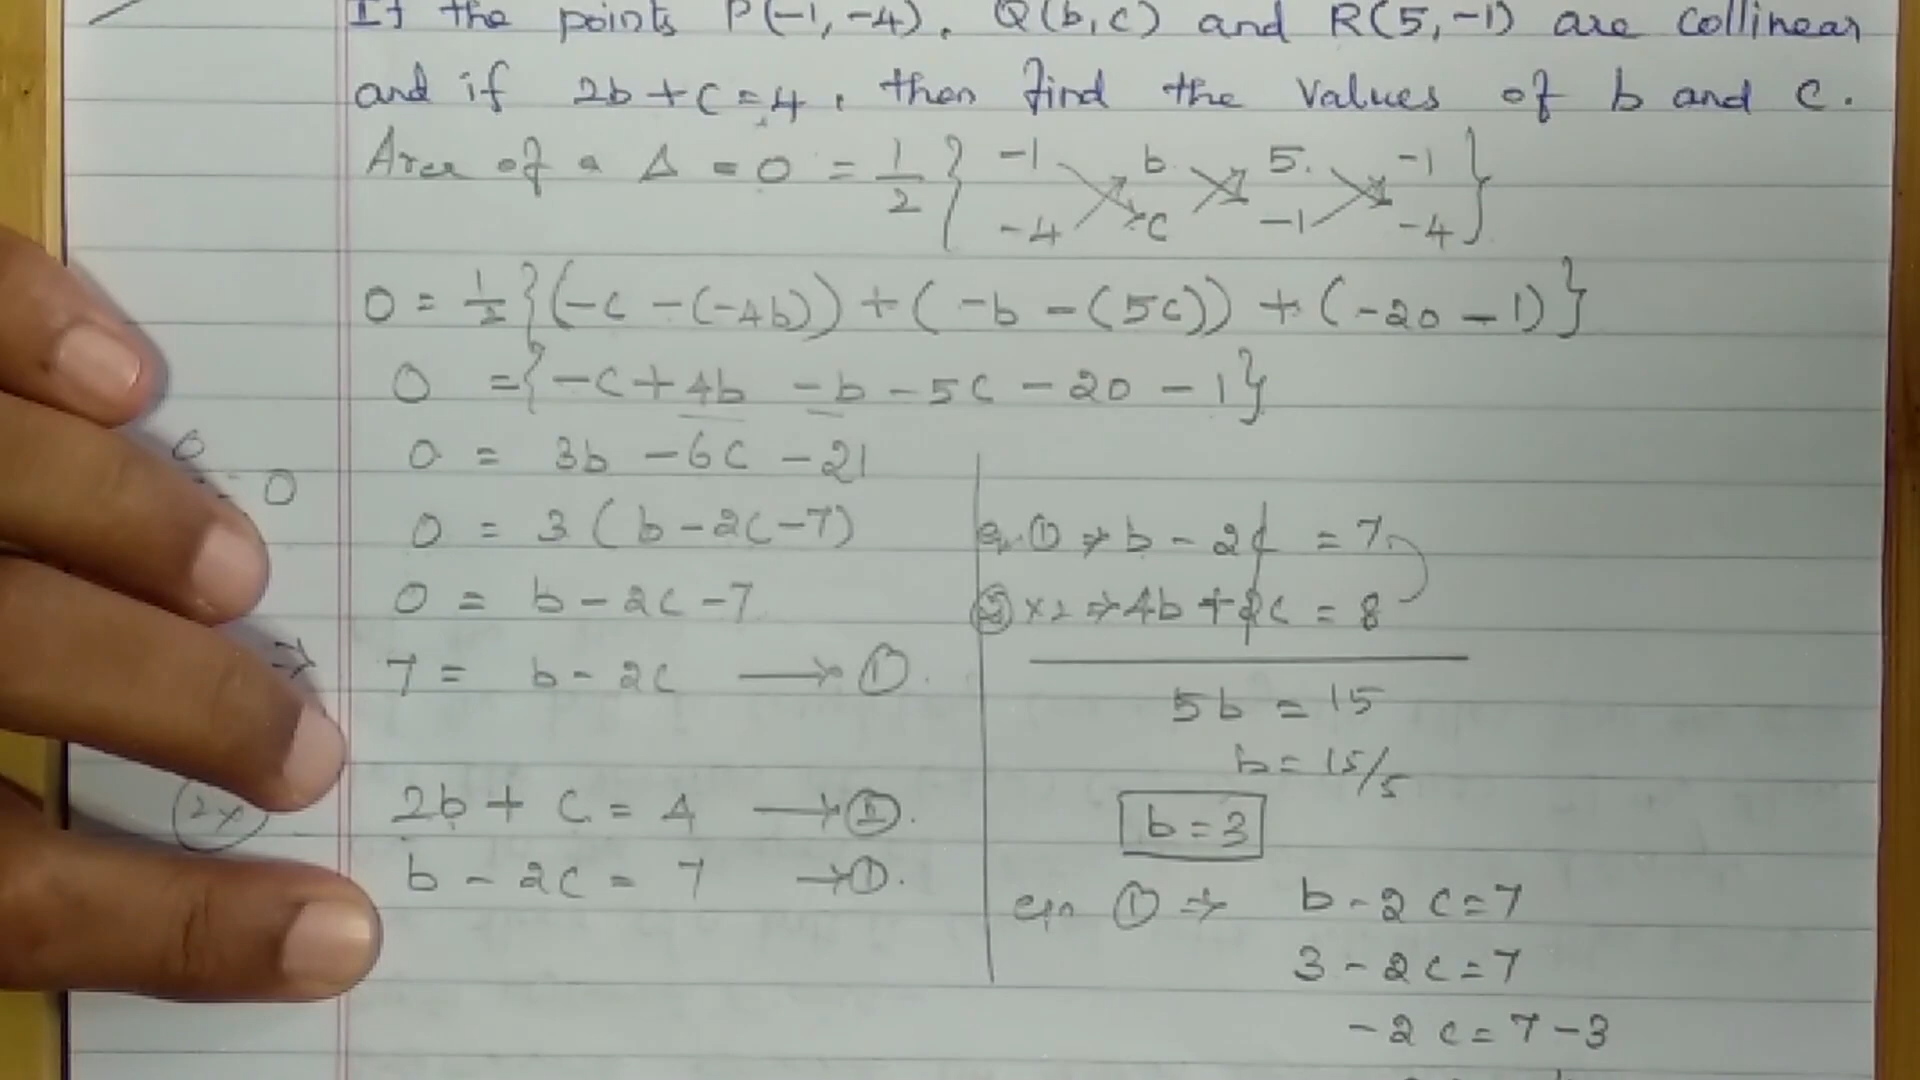 If the points P(-1, -4), Q(b, c) and R(5, -1) are collinear
and if 2b + c = 4, then find the values of b and c.
Area of a Δ = 0 = 1/2 { -1 b 5 -1
-4 c -1 -4 }
0 = 1/2 {(-c - (-4b)) + (-b - (5c)) + (-20 - 1)}
0 = {-c + 4b - b - 5c - 20 - 1}
0 = 3b - 6c - 21
0 = 3 (b - 2c - 7)
0 = b - 2c - 7
⇒ 7 = b - 2c → ①.
2x
2b + c = 4 → ②.
b - 2c = 7 → ①.
① ⇒ b - 2c = 7
② × 2 ⇒ 4b + 2c = 8
5b = 15
b = 15/5
b = 3
eqn ① ⇒ b - 2c = 7
3 - 2c = 7
-2c = 7 - 3